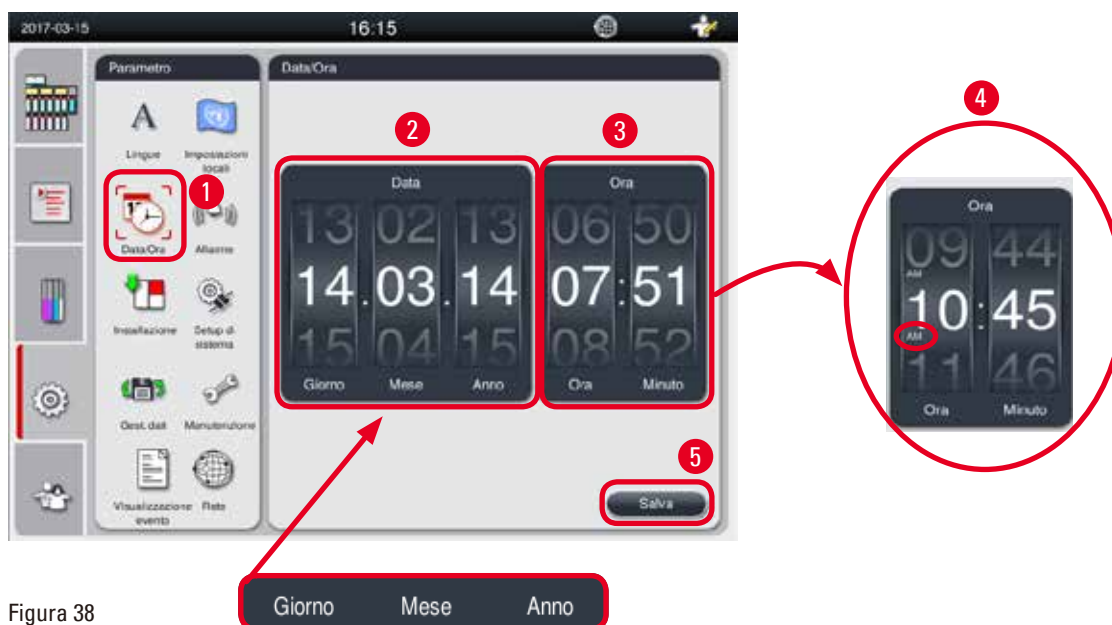 2017-03-15 16:15
Parametro
Data/Ora
Lingue
Impostazioni locali
Data/Ora
Allarme
Installazione
Setup di sistema
Gest. dati
Manutenzione
Visualizzazione evento
Rete
1
2
3
4
5
Data
13 02 13
14.03.14
15 04 15
Giorno Mese Anno
Ora
06 50
07:51
08 52
Ora Minuto
Salva
Ora
09 44
AM
10:45
AM
11 46
Ora Minuto
Giorno Mese Anno
Figura 38